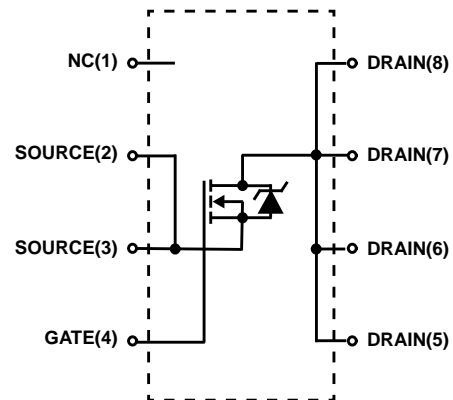 NC(1)
DRAIN(8)
SOURCE(2)
DRAIN(7)
SOURCE(3)
DRAIN(6)
GATE(4)
DRAIN(5)